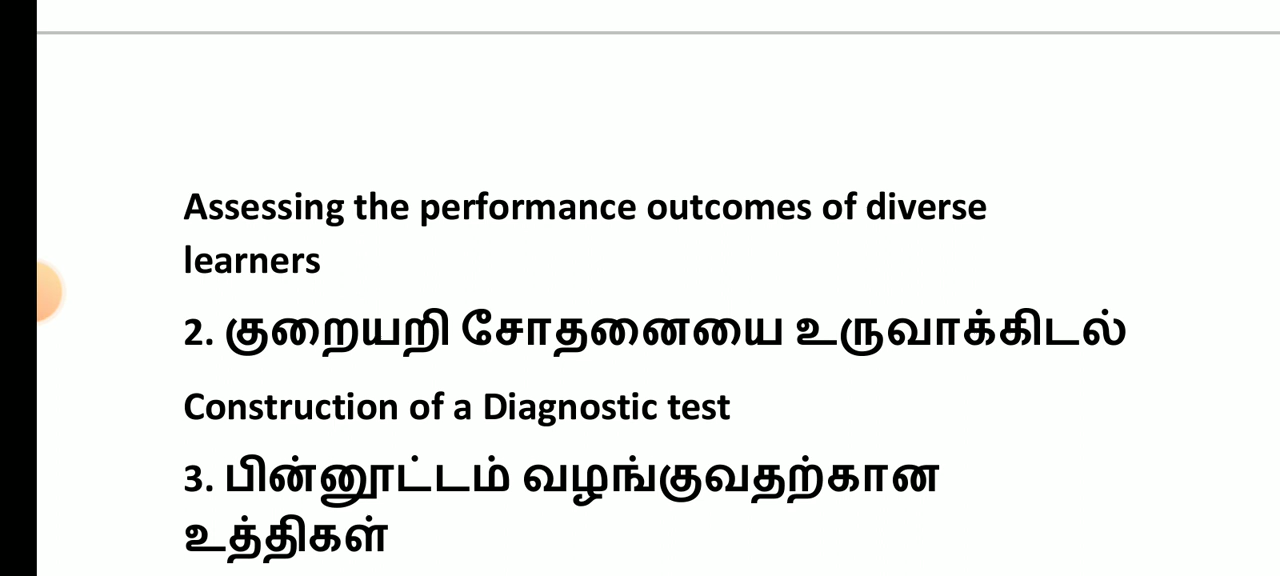 Assessing the performance outcomes of diverse
learners
2. குறையறி சோதனையை உருவாக்கிடல்
Construction of a Diagnostic test
3. பின்னூட்டம் வழங்குவதற்கான
உத்திகள்